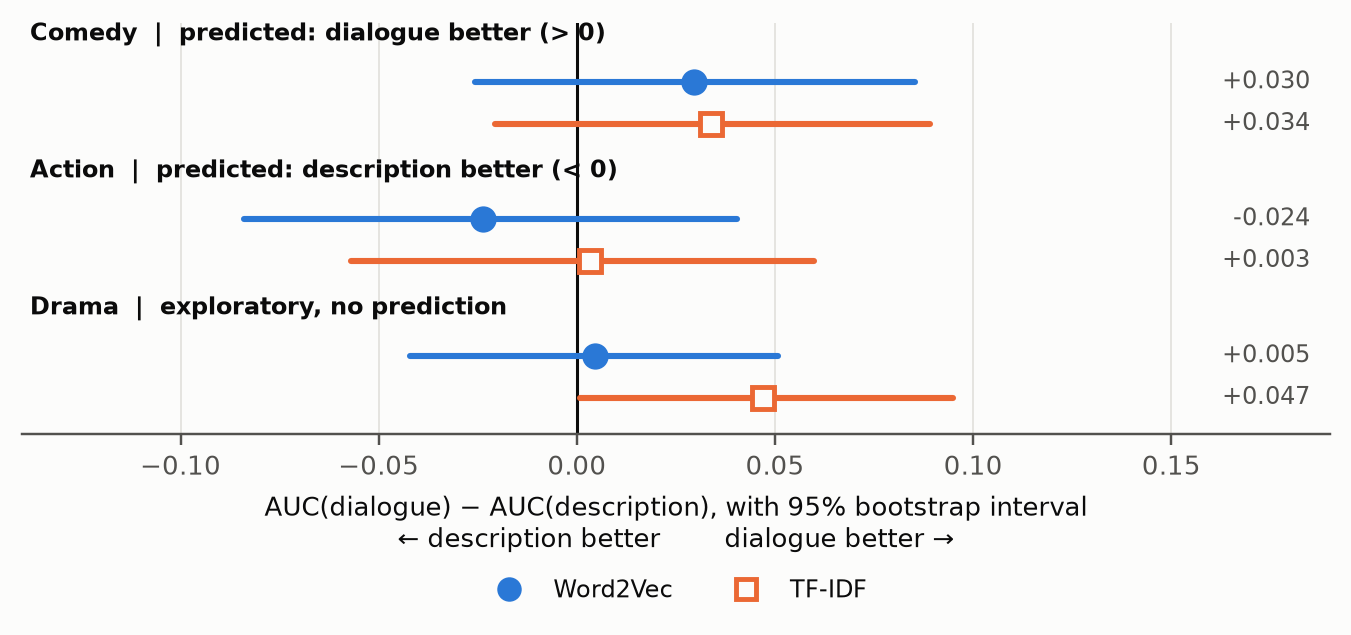 Comedy | predicted: dialogue better (> 0)
+0.030
+0.034
Action | predicted: description better (< 0)
-0.024
+0.003
Drama | exploratory, no prediction
+0.005
+0.047
−0.10 −0.05 0.00 0.05 0.10 0.15
AUC(dialogue) − AUC(description), with 95% bootstrap interval
← description better dialogue better →
Word2Vec TF-IDF